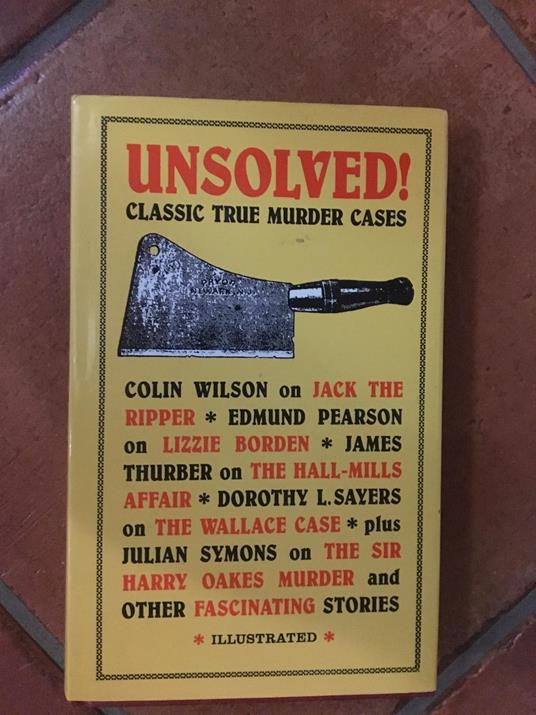 UNSOLVED!
CLASSIC TRUE MURDER CASES
PRYOR
NEWARK, N.J.
COLIN WILSON on JACK THE
RIPPER * EDMUND PEARSON
on LIZZIE BORDEN * JAMES
THURBER on THE HALL-MILLS
AFFAIR * DOROTHY L. SAYERS
on THE WALLACE CASE * plus
JULIAN SYMONS on THE SIR
HARRY OAKES MURDER and
OTHER FASCINATING STORIES
* ILLUSTRATED *